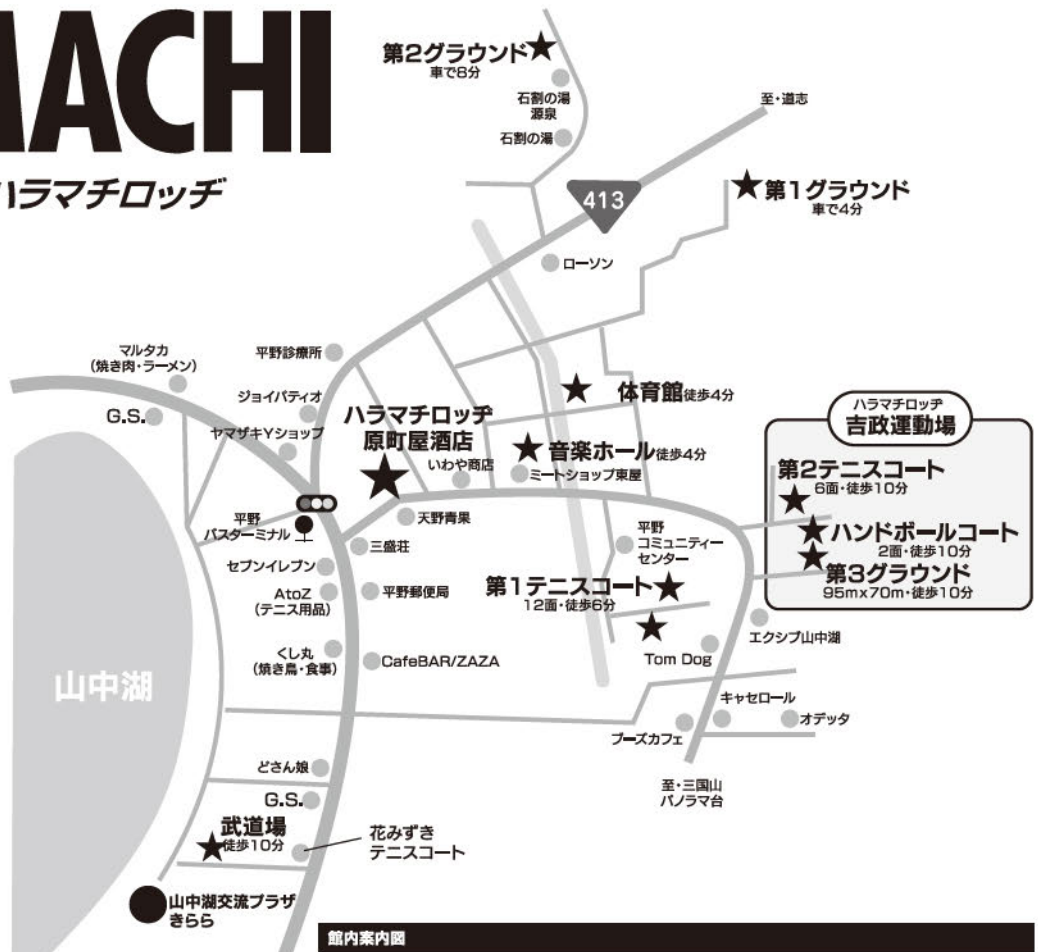 MACHI
ハラマチロッヂ
第2グラウンド
車で8分
石割の湯
源泉
石割の湯
至・道志
413
第1グラウンド
車で4分
ローソン
マルタカ
(焼き肉・ラーメン)
平野診療所
G.S.
ジョイパティオ
ヤマザキYショップ
ハラマチロッヂ
原町屋酒店
いわや商店
体育館徒歩4分
音楽ホール徒歩4分
ミートショップ東屋
ハラマチロッヂ
吉政運動場
第2テニスコート
6面・徒歩10分
ハンドボールコート
2面・徒歩10分
第3グラウンド
95m×70m・徒歩10分
平野
バスターミナル
天野青果
三盛荘
平野
コミュニティー
センター
セブンイレブン
AtoZ
(テニス用品)
平野郵便局
第1テニスコート
12面・徒歩6分
エクシブ山中湖
くし丸
(焼き鳥・食事)
CafeBAR/ZAZA
Tom Dog
山中湖
キャセロール
オデッタ
プーズカフェ
どさん娘
至・三国山
パノラマ台
G.S.
武道場
徒歩10分
花みずき
テニスコート
山中湖交流プラザ
きらら
館内案内図